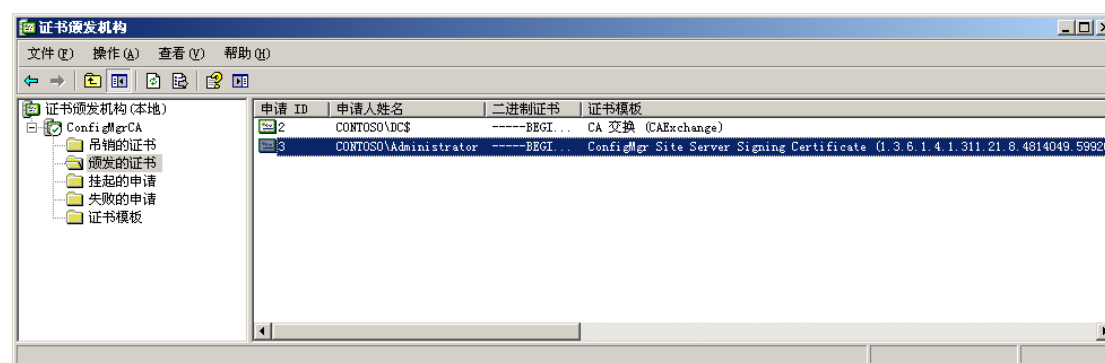 证书颁发机构
文件(F) 操作(A) 查看(V) 帮助(H)
证书颁发机构(本地)
ConfigMgrCA
吊销的证书
颁发的证书
挂起的申请
失败的申请
证书模板
申请 ID 申请人姓名 二进制证书 证书模板
2 CONTOSO\DC$ -----BEGI... CA 交换 (CAExchange)
3 CONTOSO\Administrator -----BEGI... ConfigMgr Site Server Signing Certificate (1.3.6.1.4.1.311.21.8.4814049.5992